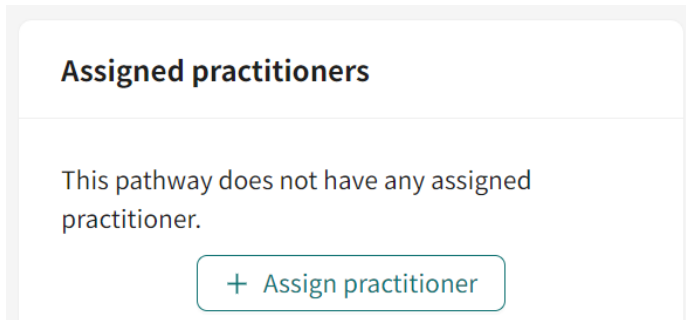 Assigned practitioners
This pathway does not have any assigned
practitioner.
+ Assign practitioner